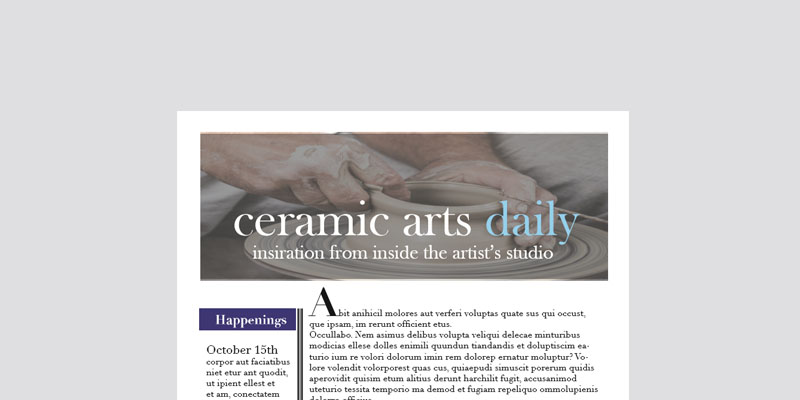 ceramic arts daily
insiration from inside the artist's studio
Happenings
October 15th
corpor aut faciatibus
niet etur ant quodit,
ut ipient ellest et
et am, conectatem
Abit anihicil molores aut verferi voluptas quate sus qui occust,
que ipsam, im rerunt officient etus.
Occullabo. Nem asimus delibus volupta veliqui delecae minturibus
modicias ellese dolles enimili quundun tiandandis et doluptiscim ea-
turio ium re volori dolorum imin rem dolorep ernatur moluptur? Vo-
lore volendit volorporest quas cus, quiaepudi simuscit porerum quidis
aperovidit quisim etum alitius derunt harchilit fugit, accusanimod
uteturio tessita temporio ma demod et fugiam repeliquo ommolupienis